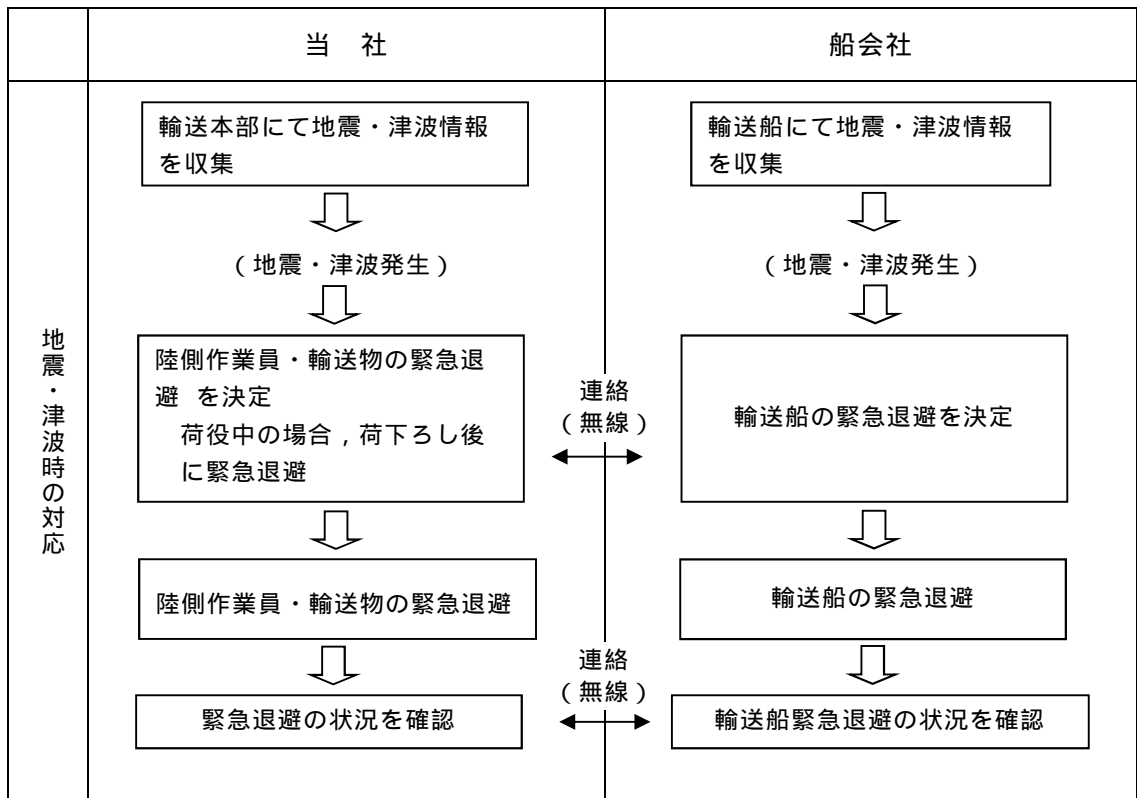 当 社
船会社
地震・津波時の対応
輸送本部にて地震・津波情報
を収集
(地震・津波発生)
陸側作業員・輸送物の緊急退
避 を決定
荷役中の場合,荷下ろし後
に緊急退避
陸側作業員・輸送物の緊急退避
緊急退避の状況を確認
連絡
(無線)
連絡
(無線)
輸送船にて地震・津波情報
を収集
(地震・津波発生)
輸送船の緊急退避を決定
輸送船の緊急退避
輸送船緊急退避の状況を確認